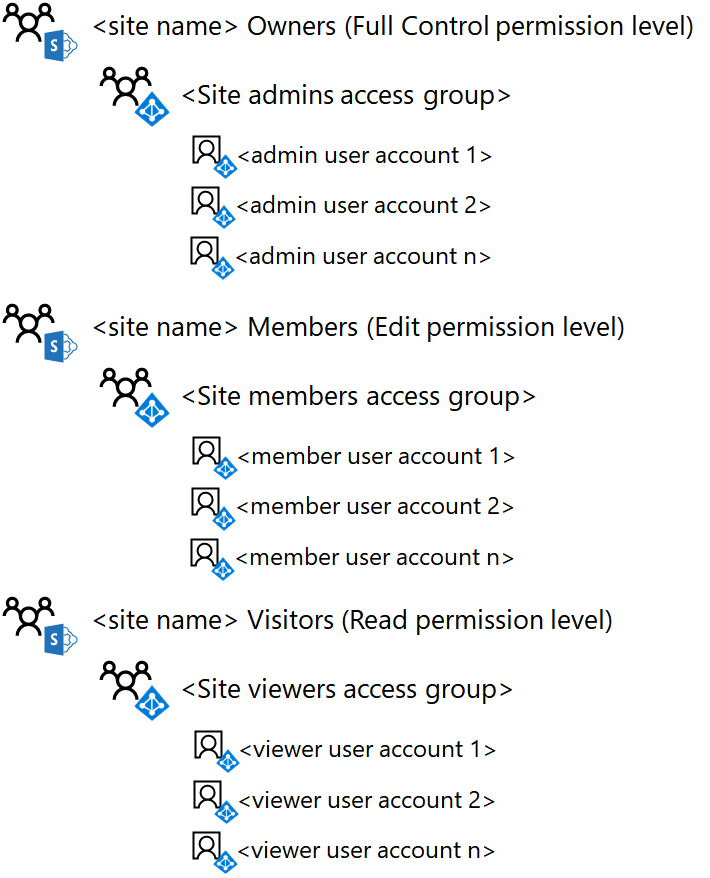 <site name> Owners (Full Control permission level)
<Site admins access group>
<admin user account 1>
<admin user account 2>
<admin user account n>
<site name> Members (Edit permission level)
<Site members access group>
<member user account 1>
<member user account 2>
<member user account n>
<site name> Visitors (Read permission level)
<Site viewers access group>
<viewer user account 1>
<viewer user account 2>
<viewer user account n>